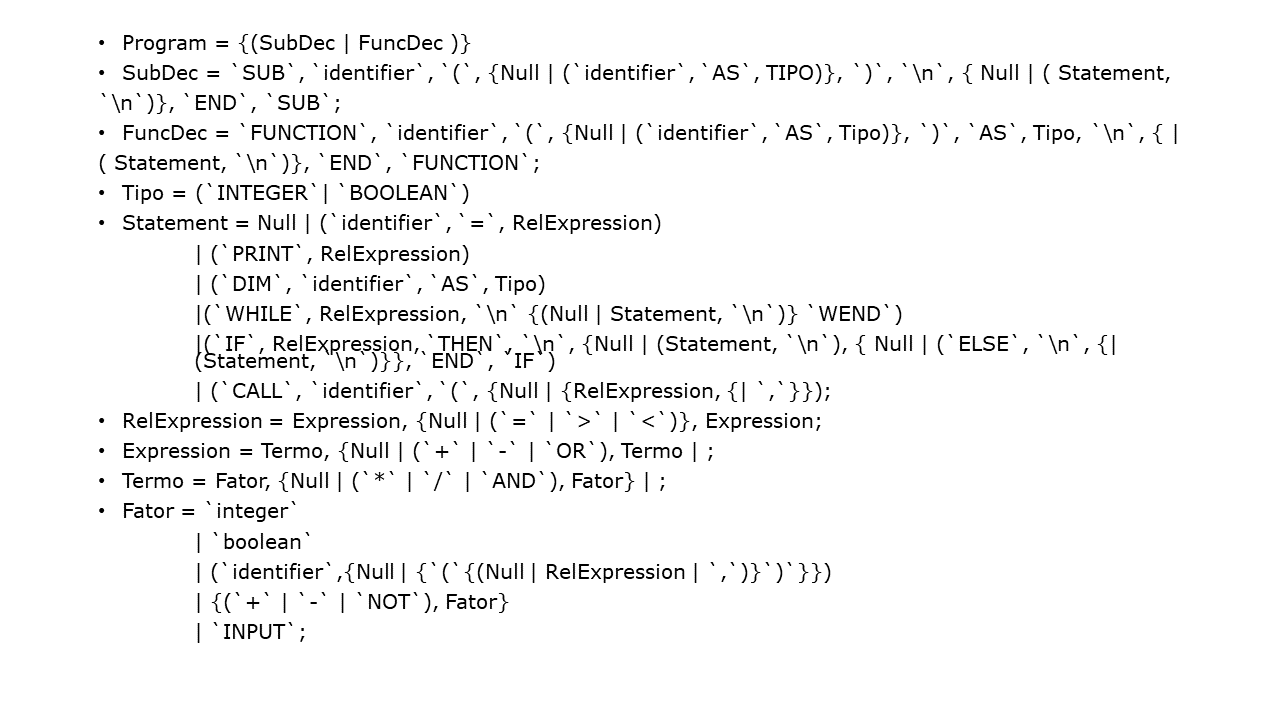 • Program = {(SubDec | FuncDec )}
• SubDec = `SUB`, `identifier`, `(`, {Null | (`identifier`, `AS`, TIPO)}, `)`, `\n`, { Null | ( Statement,
`\n`)}, `END`, `SUB`;
• FuncDec = `FUNCTION`, `identifier`, `(`, {Null | (`identifier`, `AS`, Tipo)}, `)`, `AS`, Tipo, `\n`, { |
( Statement, `\n`)}, `END`, `FUNCTION`;
• Tipo = (`INTEGER`| `BOOLEAN`)
• Statement = Null | (`identifier`, `=`, RelExpression)
| (`PRINT`, RelExpression)
| (`DIM`, `identifier`, `AS`, Tipo)
|(`WHILE`, RelExpression, `\n` {(Null | Statement, `\n`)} `WEND`)
|(`IF`, RelExpression, `THEN`, `\n`, {Null | (Statement, `\n`), { Null | (`ELSE`, `\n`, {|
(Statement, `\n`)}}, `END`, `IF`)
| (`CALL`, `identifier`, `(`, {Null | {RelExpression, {| `,`}}});
• RelExpression = Expression, {Null | (`=` | `>` | `<`)}, Expression;
• Expression = Termo, {Null | (`+` | `-` | `OR`), Termo | ;
• Termo = Fator, {Null | (`*` | `/` | `AND`), Fator} | ;
• Fator = `integer`
| `boolean`
| (`identifier`,{Null | {`(`{(Null | RelExpression | `,`)}`)`}})
| {(`+` | `-` | `NOT`), Fator}
| `INPUT`;